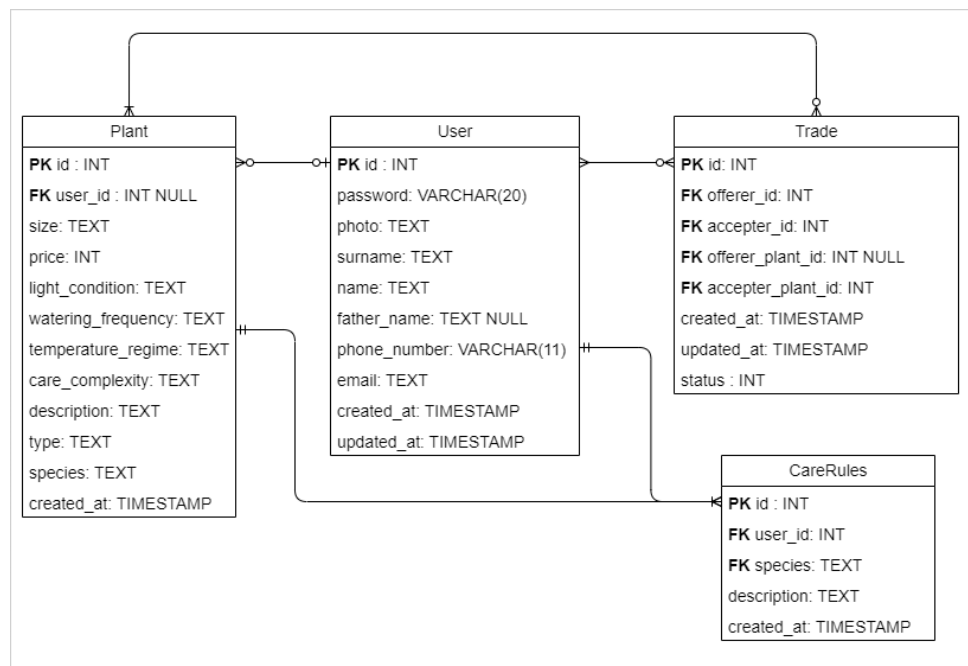 Plant
PK id : INT
FK user_id : INT NULL
size: TEXT
price: INT
light_condition: TEXT
watering_frequency: TEXT
temperature_regime: TEXT
care_complexity: TEXT
description: TEXT
type: TEXT
species: TEXT
created_at: TIMESTAMP
User
PK id : INT
password: VARCHAR(20)
photo: TEXT
surname: TEXT
name: TEXT
father_name: TEXT NULL
phone_number: VARCHAR(11)
email: TEXT
created_at: TIMESTAMP
updated_at: TIMESTAMP
Trade
PK id: INT
FK offerer_id: INT
FK accepter_id: INT
FK offerer_plant_id: INT NULL
FK accepter_plant_id: INT
created_at: TIMESTAMP
updated_at: TIMESTAMP
status : INT
CareRules
PK id : INT
FK user_id: INT
FK species: TEXT
description: TEXT
created_at: TIMESTAMP